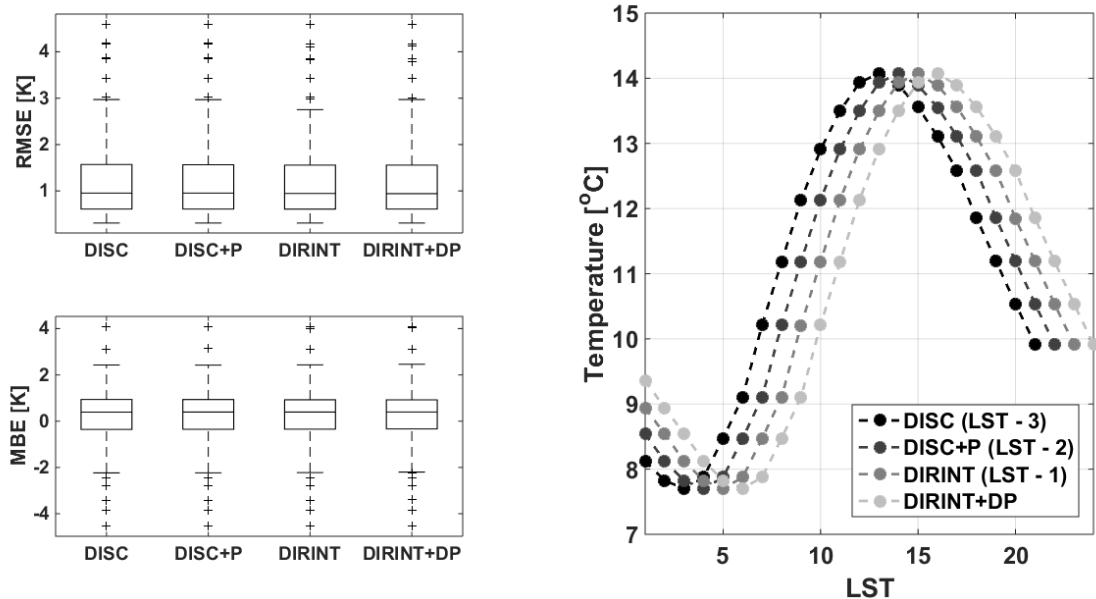 RMSE [K]
4
3
2
1
DISC DISC+P DIRINT DIRINT+DP
MBE [K]
4
2
0
-2
-4
DISC DISC+P DIRINT DIRINT+DP
Temperature [°C]
15
14
13
12
11
10
9
8
7
5 10 15 20
LST
DISC (LST - 3)
DISC+P (LST - 2)
DIRINT (LST - 1)
DIRINT+DP